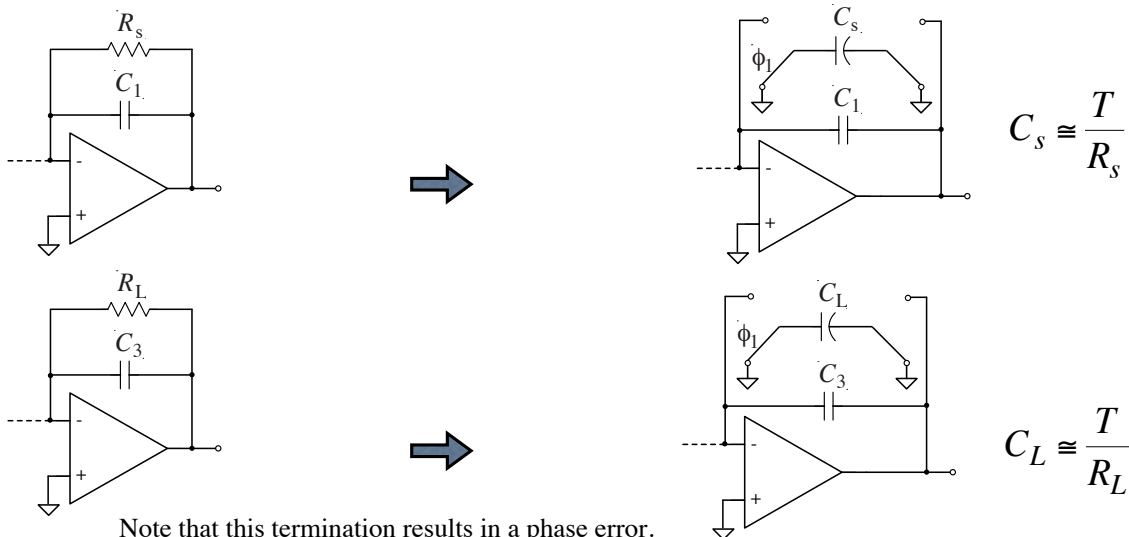 R_s
C_1
-
+
C_s
ϕ_1
C_1
-
+
C_s ≅ T/R_s
R_L
C_3
-
+
C_L
ϕ_1
C_3
-
+
C_L ≅ T/R_L
Note that this termination results in a phase error.